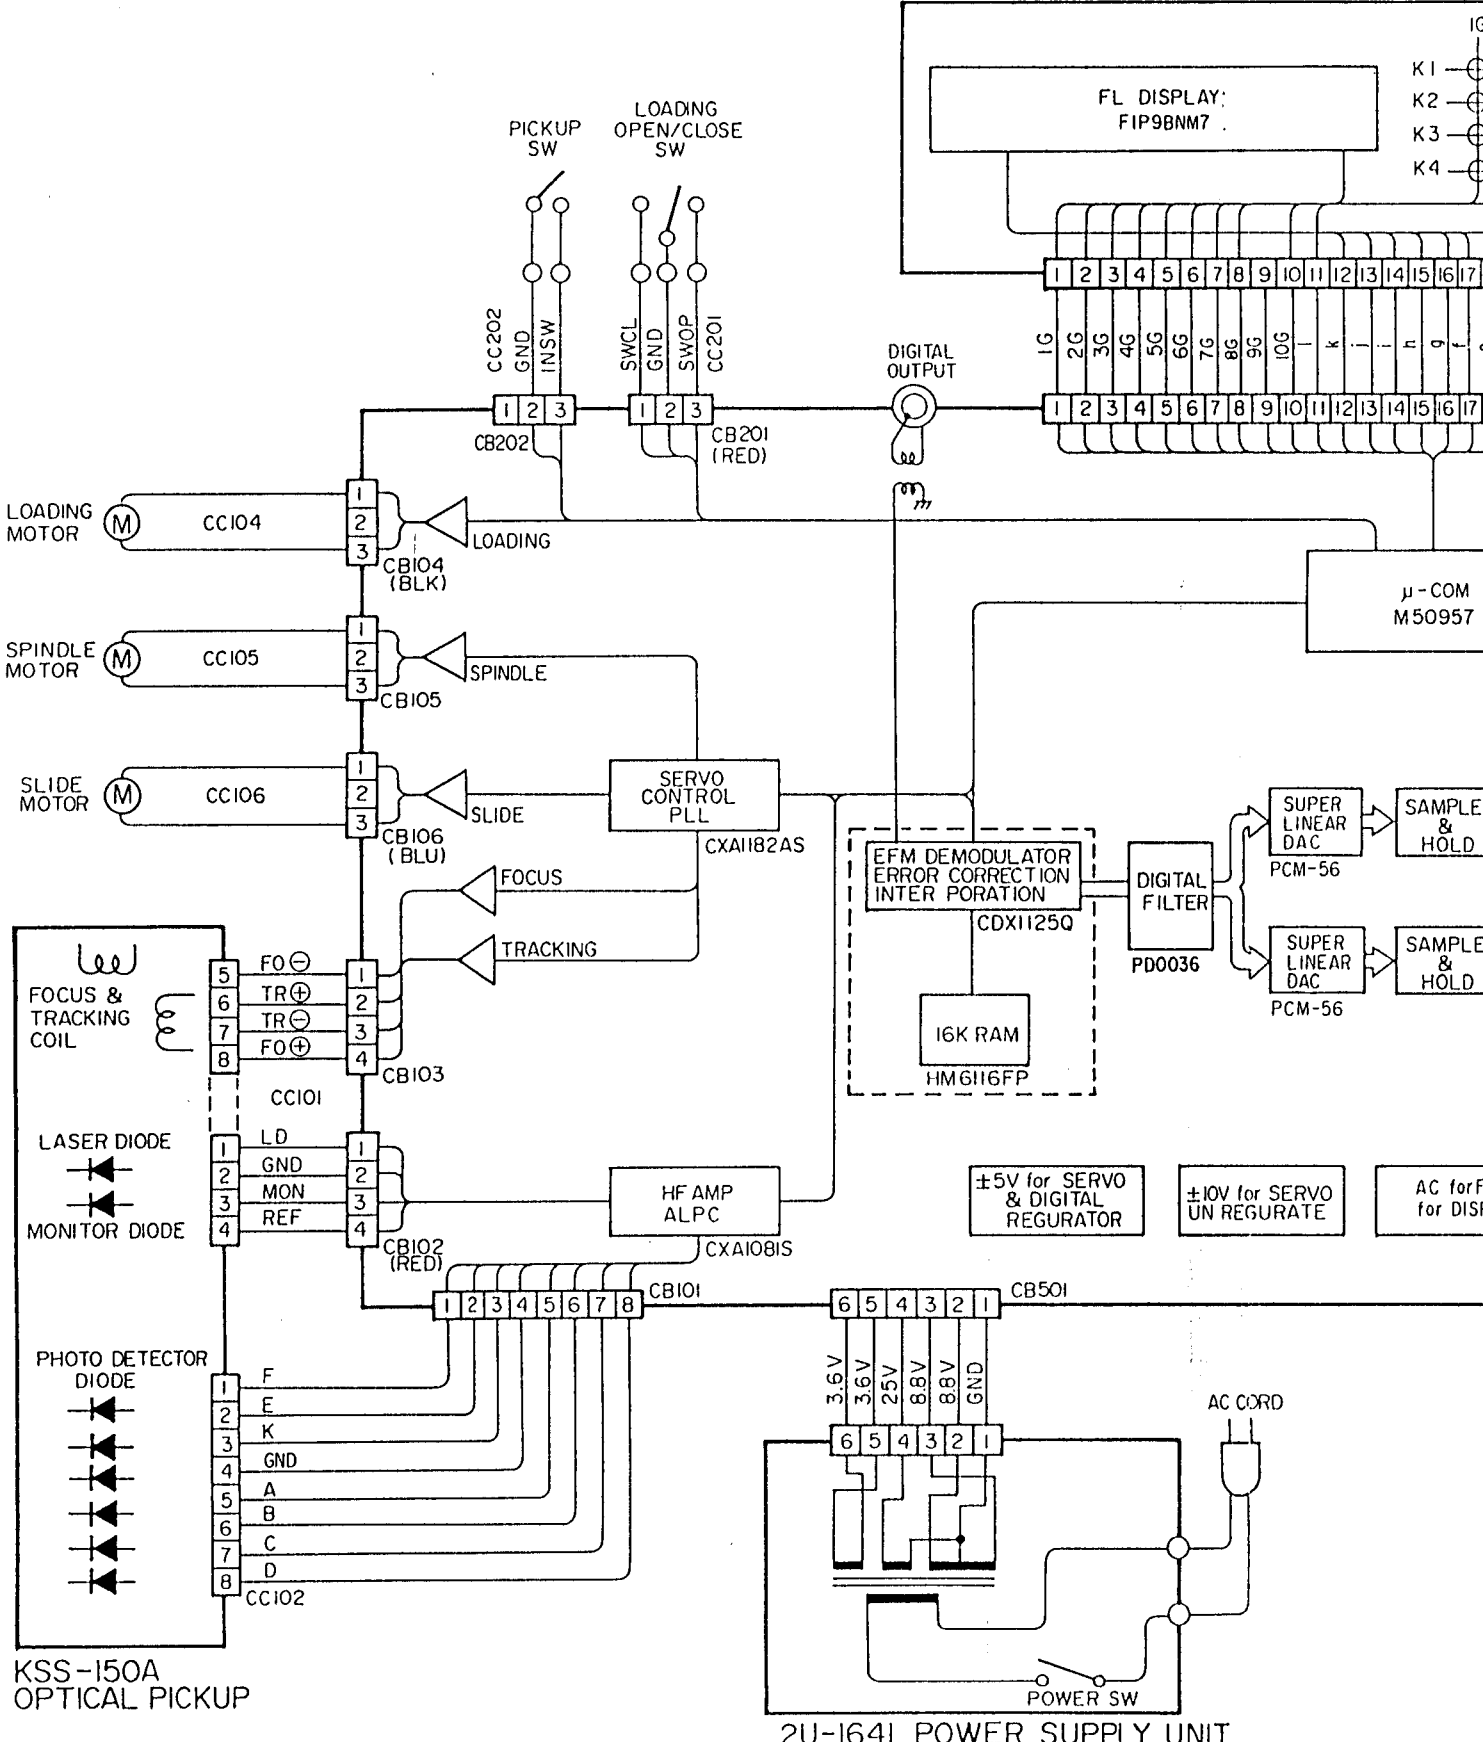 1G
K1
K2
K3
K4
FL DISPLAY
FIP9BNM7
PICKUP
SW
LOADING
OPEN/CLOSE
SW
1 2 3 4 5 6 7 8 9 10 11 12 13 14 15 16 17
CC202
GND
INSW
SWCL
GND
SWOP
CC201
1G
2G
3G
4G
5G
6G
7G
8G
9G
10G
l
k
j
i
h
g
f
DIGITAL
OUTPUT
1 2 3
CB202
1 2 3
CB201
(RED)
1 2 3 4 5 6 7 8 9 10 11 12 13 14 15 16 17
LOADING
MOTOR
M
CC104
1
2
3
CB104
(BLK)
LOADING
μ-COM
M50957
SPINDLE
MOTOR
M
CC105
1
2
3
CB105
SPINDLE
SLIDE
MOTOR
M
CC106
1
2
3
CB106
(BLU)
SLIDE
SERVO
CONTROL
PLL
CXA1182AS
FOCUS
TRACKING
EFM DEMODULATOR
ERROR CORRECTION
INTER PORATION
CDX1125Q
16K RAM
HM6116FP
DIGITAL
FILTER
PD0036
SUPER
LINEAR
DAC
PCM-56
SAMPLE
&
HOLD
SUPER
LINEAR
DAC
PCM-56
SAMPLE
&
HOLD
FOCUS &
TRACKING
COIL
5 FO⊖ 1
6 TR⊕ 2
7 TR⊖ 3
8 FO⊕ 4
CB103
CC101
LASER DIODE
MONITOR DIODE
1 LD 1
2 GND 2
3 MON 3
4 REF 4
CB102
(RED)
HF AMP
ALPC
CXA1081S
±5V for SERVO
& DIGITAL
REGURATOR
±10V for SERVO
UN REGURATE
AC for F
for DISP
1 2 3 4 5 6 7 8
CB101
6 5 4 3 2 1
CB501
PHOTO DETECTOR
DIODE
1 F
2 E
3 K
4 GND
5 A
6 B
7 C
8 D
CC102
3.6V
3.6V
25V
8.8V
8.8V
GND
6 5 4 3 2 1
AC CORD
POWER SW
KSS-150A
OPTICAL PICKUP
2U-1641 POWER SUPPLY UNIT